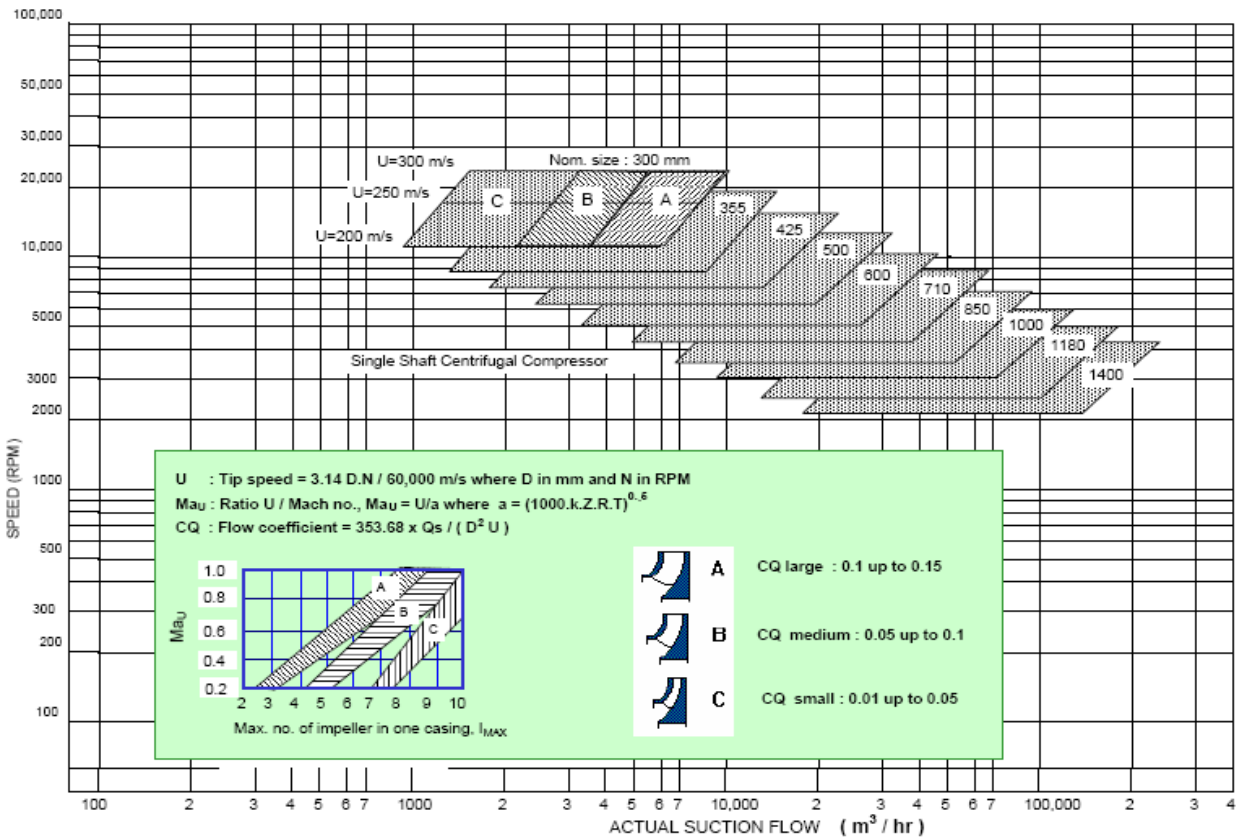 100,000
50,000
30,000
20,000
10,000
5000
3000
2000
1000
500
300
200
100
SPEED (RPM)
U=300 m/s
U=250 m/s
U=200 m/s
Nom. size : 300 mm
C
B
A
355
425
500
600
710
850
1000
1180
1400
Single Shaft Centrifugal Compressor
U : Tip speed = 3.14 D.N / 60,000 m/s where D in mm and N in RPM
MaU : Ratio U / Mach no., MaU = U/a where a = (1000.k.Z.R.T)^0..5
CQ : Flow coefficient = 353.68 x Qs / ( D² U )
1.0
0.8
0.6
0.4
0.2
MaU
A
B
C
2 3 4 5 6 7 8 9 10
Max. no. of impeller in one casing, IMAX
A CQ large : 0.1 up to 0.15
B CQ medium : 0.05 up to 0.1
C CQ small : 0.01 up to 0.05
100 2 3 4 5 6 7 1000 2 3 4 5 6 7 10,000 2 3 4 5 6 7 100,000 2 3 4
ACTUAL SUCTION FLOW ( m³ / hr )